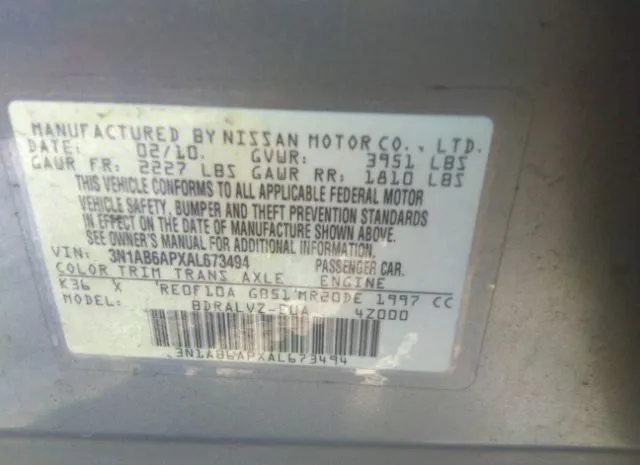 MANUFACTURED BY NISSAN MOTOR CO., LTD.
DATE: 02/10. GVWR: 3951 LBS
GAWR FR: 2227 LBS GAWR RR: 1810 LBS
THIS VEHICLE CONFORMS TO ALL APPLICABLE FEDERAL MOTOR
VEHICLE SAFETY, BUMPER AND THEFT PREVENTION STANDARDS
IN EFFECT ON THE DATE OF MANUFACTURE SHOWN ABOVE.
SEE OWNER'S MANUAL FOR ADDITIONAL INFORMATION.
VIN: 3N1AB6APXAL673494 PASSENGER CAR.
COLOR TRIM TRANS AXLE ENGINE
K36 X RE0F10A GB51 MR20DE 1997 CC
MODEL: BDRALVZ-EUA 4Z000
3N1AB6APXAL673494